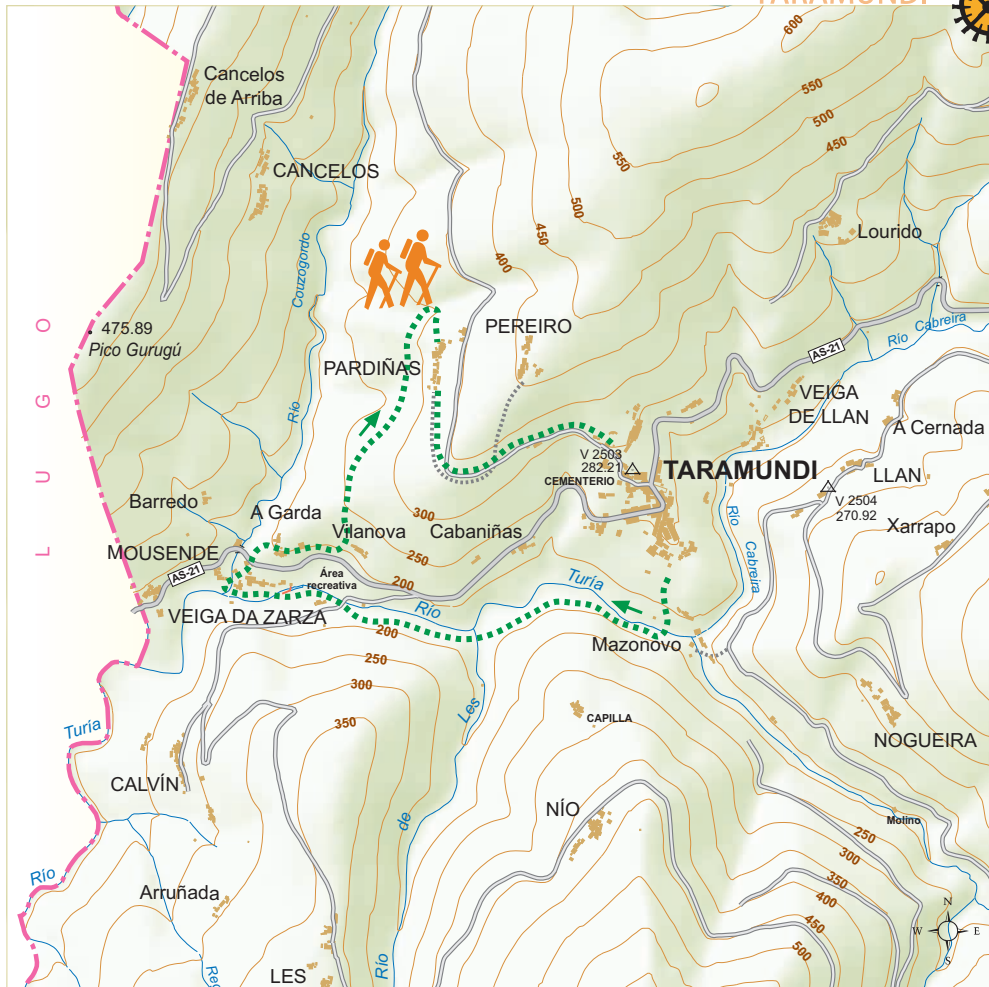 TARAMUNDI
600
Cancelos
de Arriba
550
500
450
CANCELOS
550
500
Lourido
450
400
Río Couzogordo
475.89
Pico Gurugú
PEREIRO
Río Cabreira
AS-21
PARDIÑAS
VEIGA
DE LLAN
A Cernada
V 2503
282.21
CEMENTERIO
TARAMUNDI
LLAN
V 2504
270.92
Xarrapo
LUGO
Barredo
A Garda
300
Vilanova
Cabaniñas
250
MOUSENDE
AS-21
Área
recreativa
200
Río Cabreira
Río Turía
VEIGA DA ZARZA
200
Mazonovo
250
300
350
CAPILLA
Río Turía
NOGUEIRA
CALVÍN
NÍO
Molino
250
300
350
400
450
500
Río de Les
Arruñada
N
W
E
S
LES